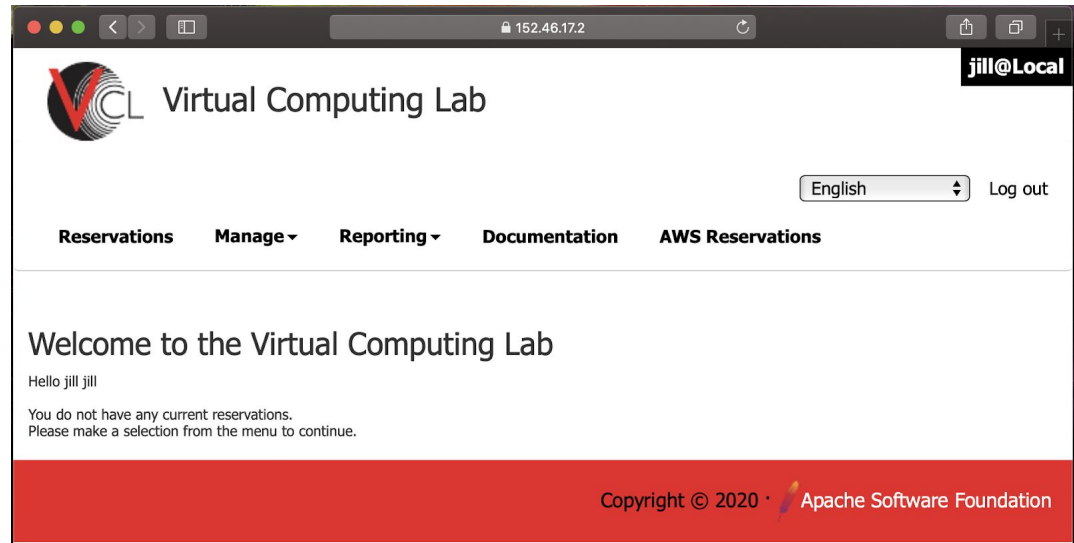 152.46.17.2
jill@Local
VCL Virtual Computing Lab
English Log out
Reservations Manage Reporting Documentation AWS Reservations
Welcome to the Virtual Computing Lab
Hello jill jill
You do not have any current reservations.
Please make a selection from the menu to continue.
Copyright © 2020 · Apache Software Foundation